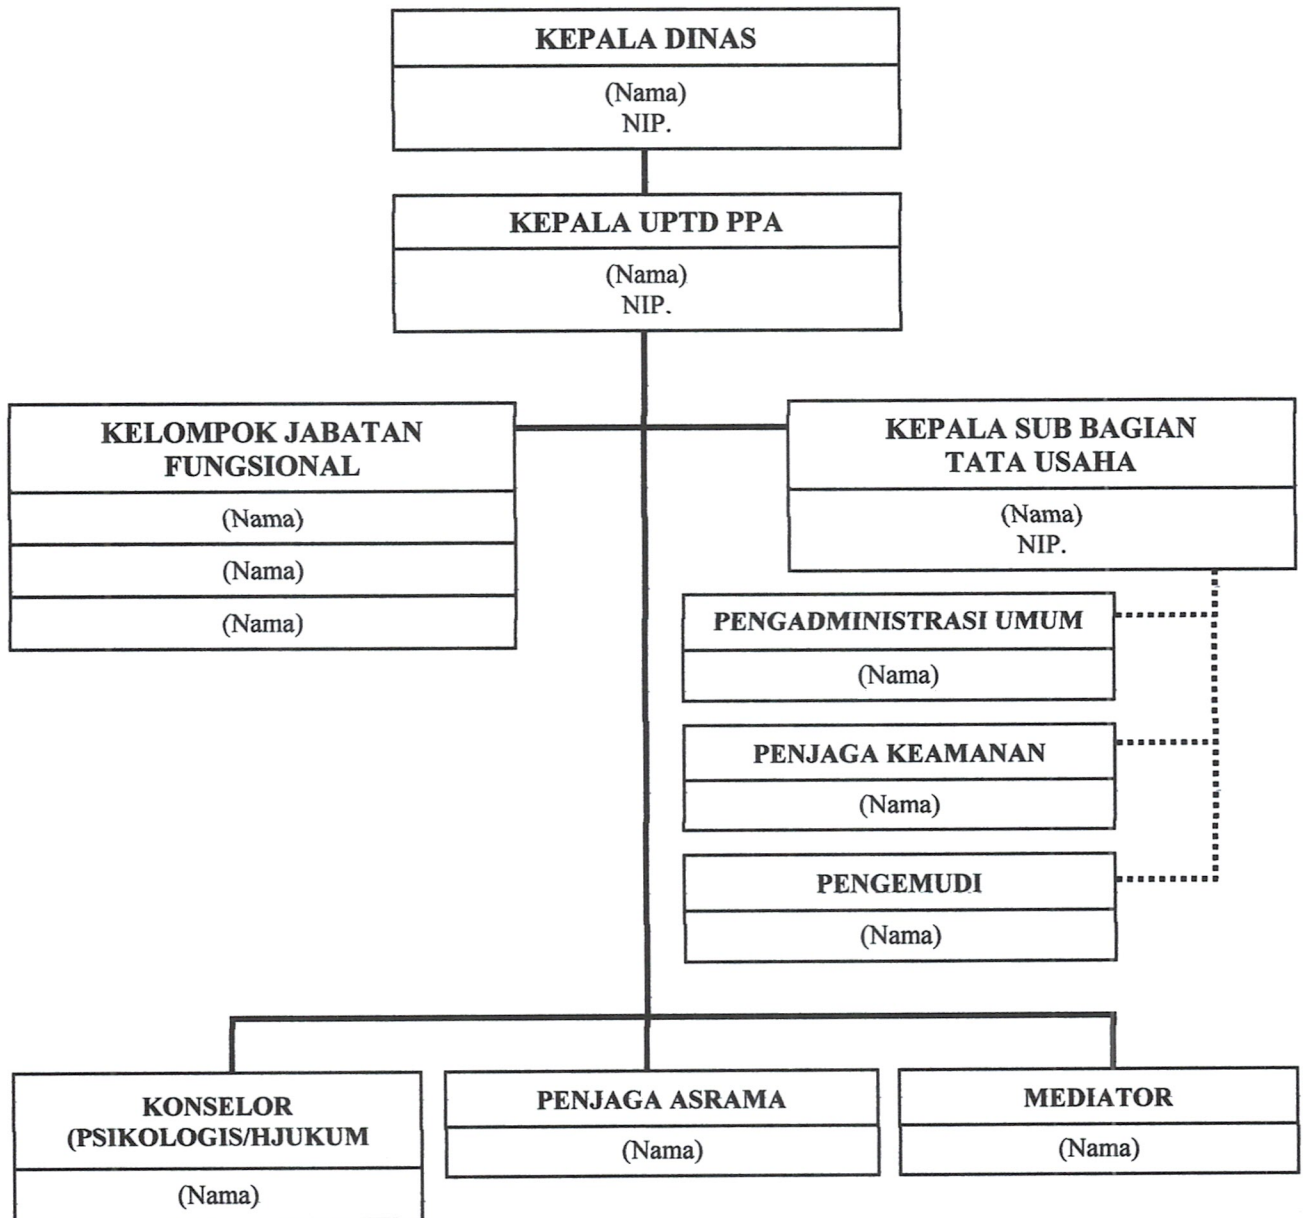 KEPALA DINAS
(Nama)
NIP.
KEPALA UPTD PPA
(Nama)
NIP.
KELOMPOK JABATAN
FUNGSIONAL
(Nama)
(Nama)
(Nama)
KEPALA SUB BAGIAN
TATA USAHA
(Nama)
NIP.
PENGADMINISTRASI UMUM
(Nama)
PENJAGA KEAMANAN
(Nama)
PENGEMUDI
(Nama)
KONSELOR
(PSIKOLOGIS/HJUKUM
(Nama)
PENJAGA ASRAMA
(Nama)
MEDIATOR
(Nama)